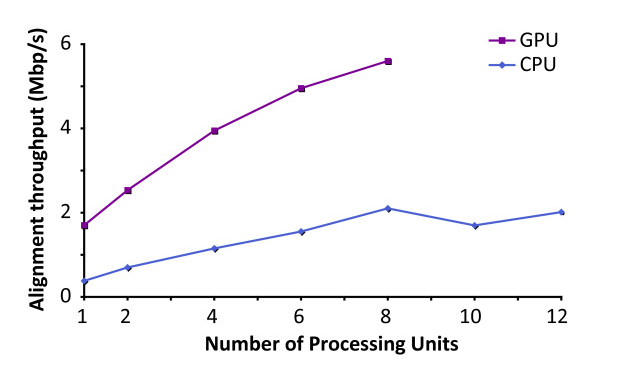 GPU
CPU
Alignment throughput (Mbp/s)
6
4
2
0
1 2 4 6 8 10 12
Number of Processing Units